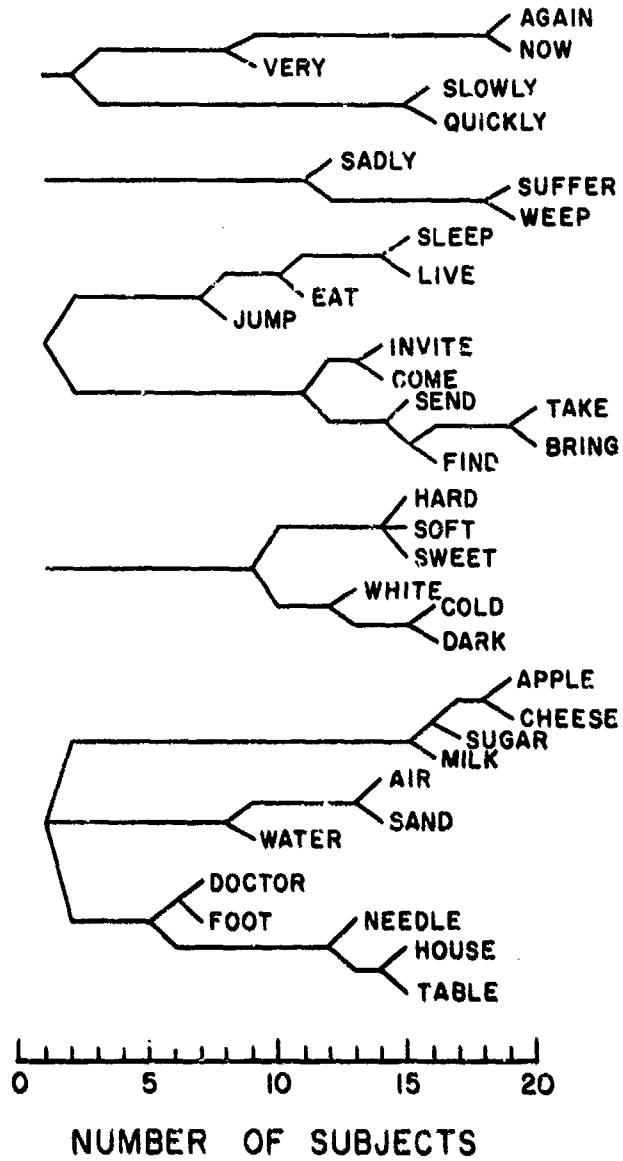 AGAIN
NOW
VERY
SLOWLY
QUICKLY
SADLY
SUFFER
WEEP
SLEEP
LIVE
EAT
JUMP
INVITE
COME
SEND
TAKE
BRING
FIND
HARD
SOFT
SWEET
WHITE
COLD
DARK
APPLE
CHEESE
SUGAR
MILK
AIR
SAND
WATER
DOCTOR
FOOT
NEEDLE
HOUSE
TABLE
0 5 10 15 20
NUMBER OF SUBJECTS